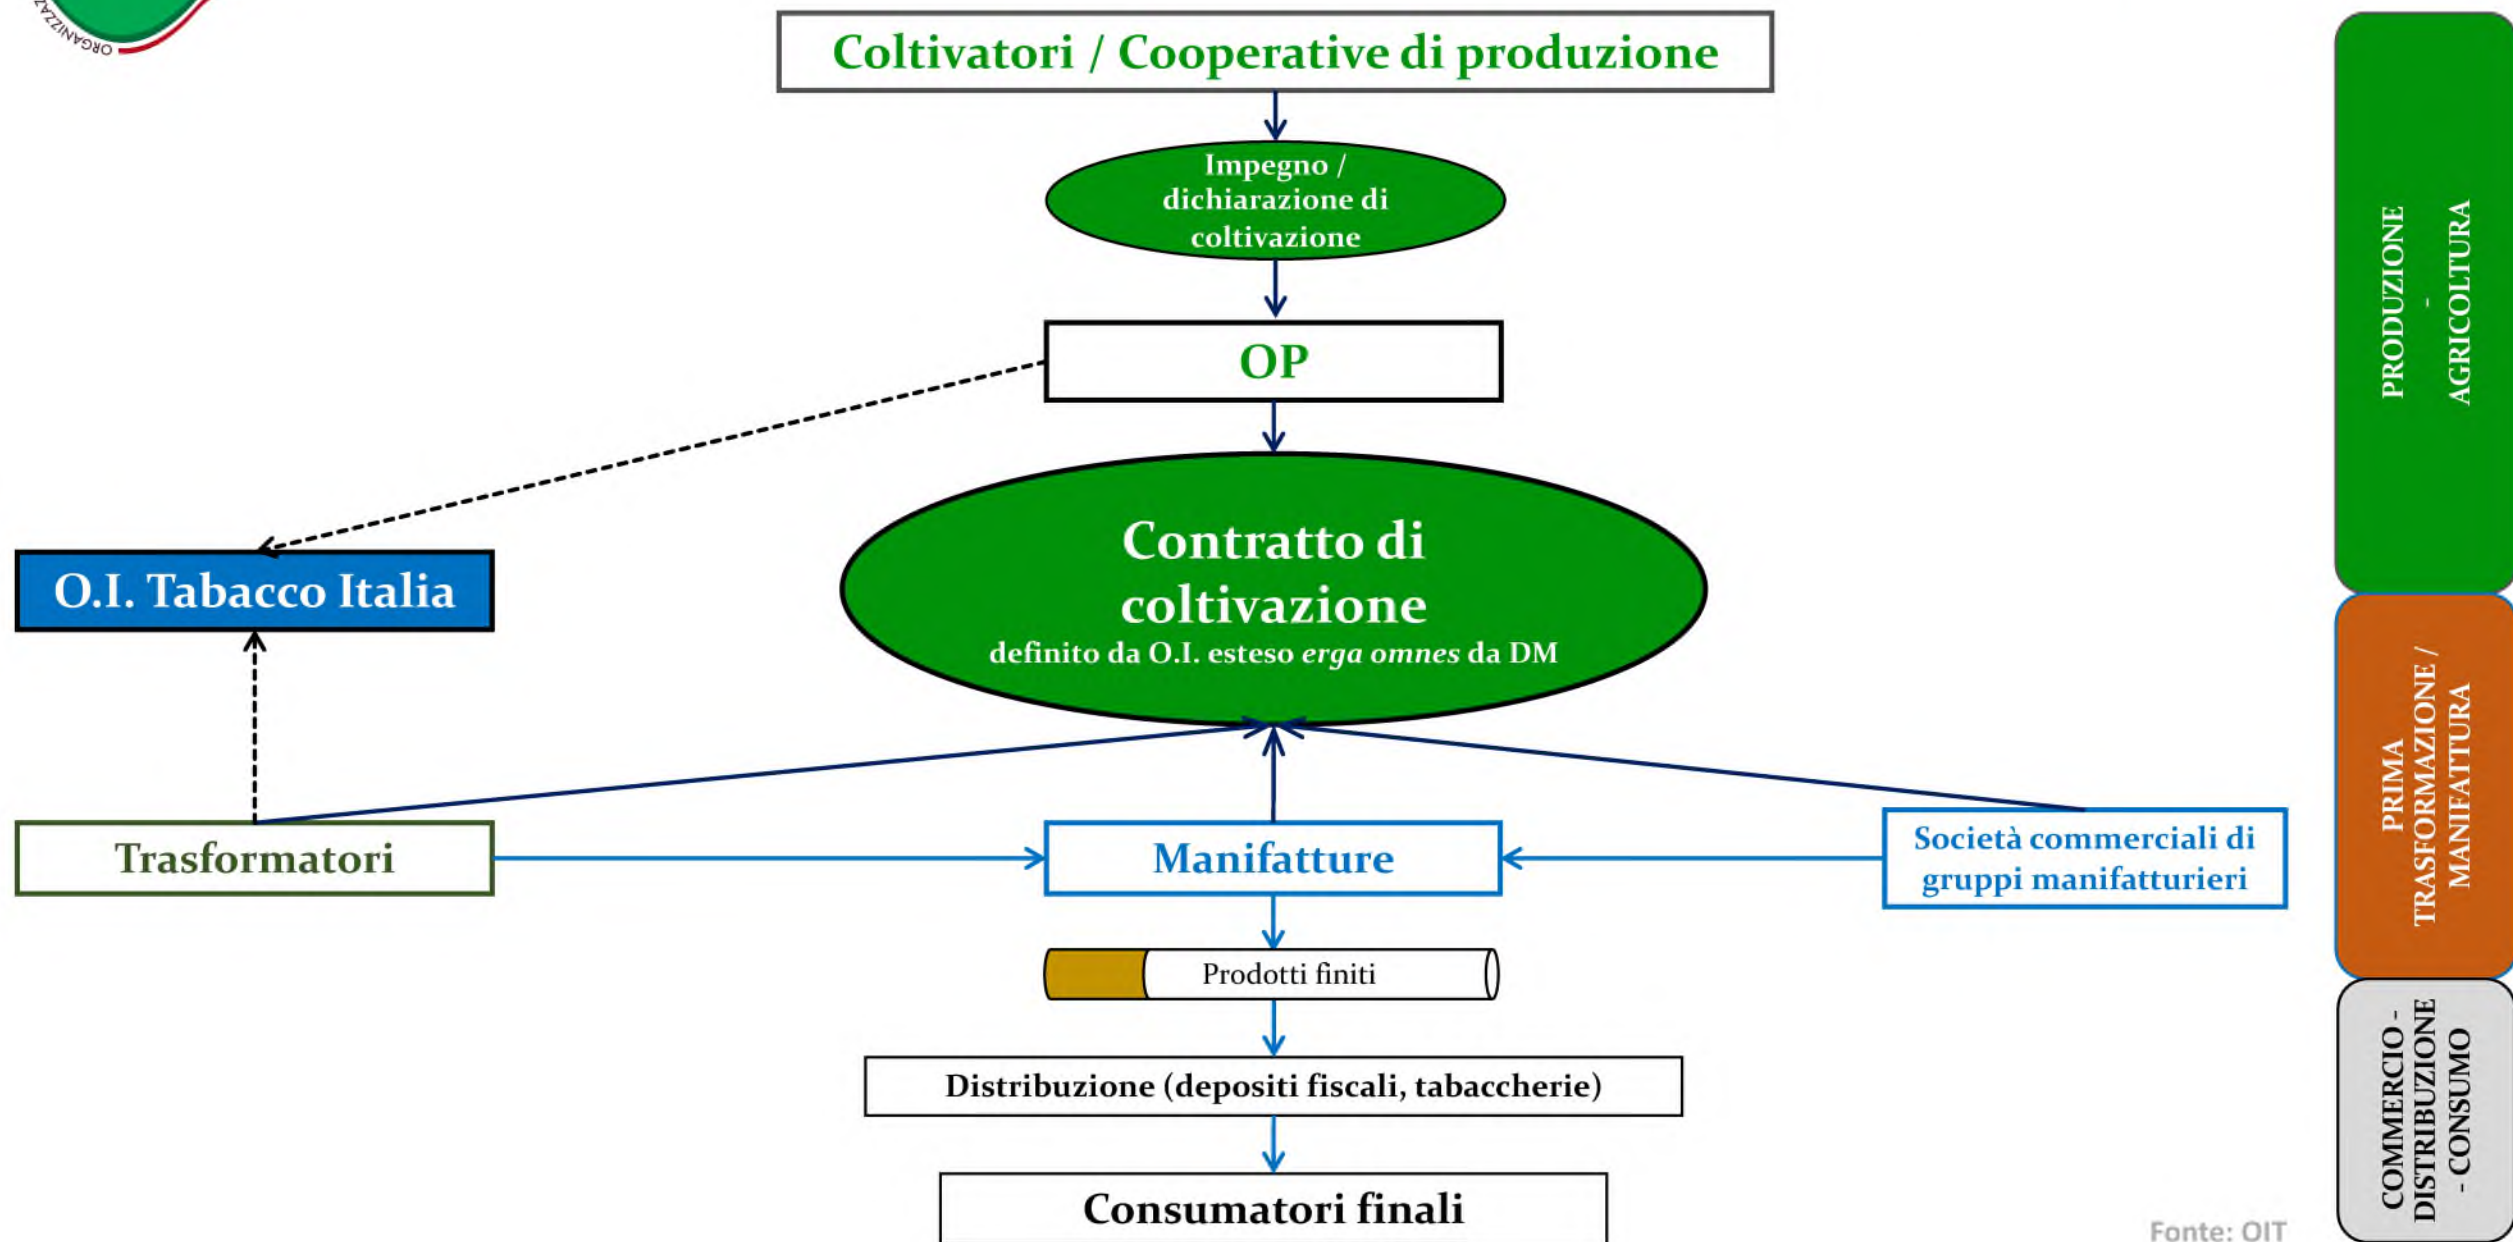 ORGANIZZAZ
Coltivatori / Cooperative di produzione
Impegno /
dichiarazione di
coltivazione
OP
Contratto di
coltivazione
definito da O.I. esteso erga omnes da DM
O.I. Tabacco Italia
Trasformatori
Manifatture
Società commerciali di
gruppi manifatturieri
Prodotti finiti
Distribuzione (depositi fiscali, tabaccherie)
Consumatori finali
Fonte: OIT
PRODUZIONE
-
AGRICOLTURA
PRIMA
TRASFORMAZIONE /
MANIFATTURA
COMMERCIO -
DISTRIBUZIONE
- CONSUMO